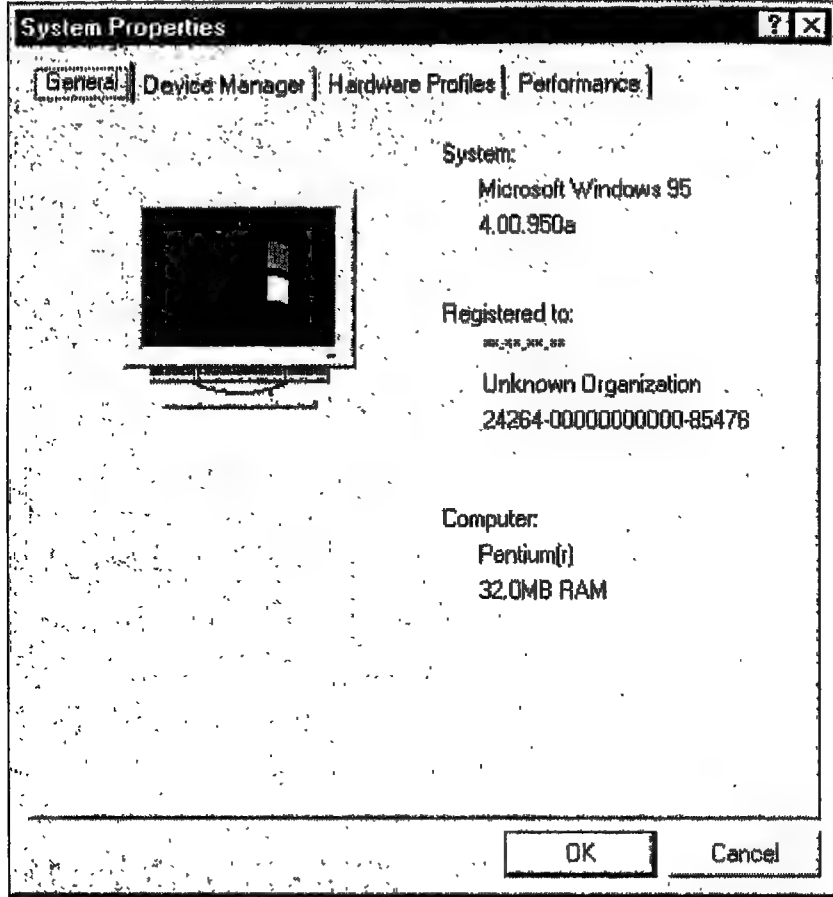 System Properties
General Device Manager Hardware Profiles Performance
System:
Microsoft Windows 95
4.00.950a
Registered to:
Unknown Organization
24264-00000000000-85476
Computer:
Pentium(r)
32.0MB RAM
OK Cancel